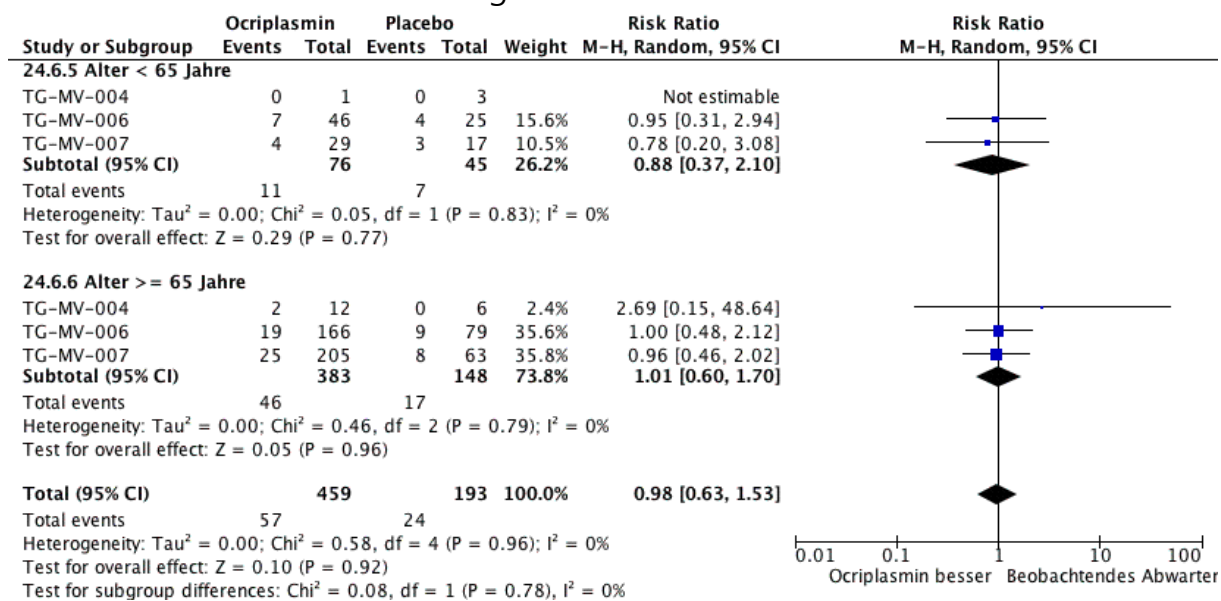 Ocriplasmin Placebo Risk Ratio Risk Ratio
Study or Subgroup Events Total Events Total Weight M-H, Random, 95% CI M-H, Random, 95% CI
24.6.5 Alter < 65 Jahre
TG-MV-004 0 1 0 3 Not estimable
TG-MV-006 7 46 4 25 15.6% 0.95 [0.31, 2.94]
TG-MV-007 4 29 3 17 10.5% 0.78 [0.20, 3.08]
Subtotal (95% CI) 76 45 26.2% 0.88 [0.37, 2.10]
Total events 11 7
Heterogeneity: Tau² = 0.00; Chi² = 0.05, df = 1 (P = 0.83); I² = 0%
Test for overall effect: Z = 0.29 (P = 0.77)
24.6.6 Alter >= 65 Jahre
TG-MV-004 2 12 0 6 2.4% 2.69 [0.15, 48.64]
TG-MV-006 19 166 9 79 35.6% 1.00 [0.48, 2.12]
TG-MV-007 25 205 8 63 35.8% 0.96 [0.46, 2.02]
Subtotal (95% CI) 383 148 73.8% 1.01 [0.60, 1.70]
Total events 46 17
Heterogeneity: Tau² = 0.00; Chi² = 0.46, df = 2 (P = 0.79); I² = 0%
Test for overall effect: Z = 0.05 (P = 0.96)
Total (95% CI) 459 193 100.0% 0.98 [0.63, 1.53]
Total events 57 24
Heterogeneity: Tau² = 0.00; Chi² = 0.58, df = 4 (P = 0.96); I² = 0%
Test for overall effect: Z = 0.10 (P = 0.92)
Test for subgroup differences: Chi² = 0.08, df = 1 (P = 0.78), I² = 0%
0.01 0.1 1 10 100
Ocriplasmin besser Beobachtendes Abwarten